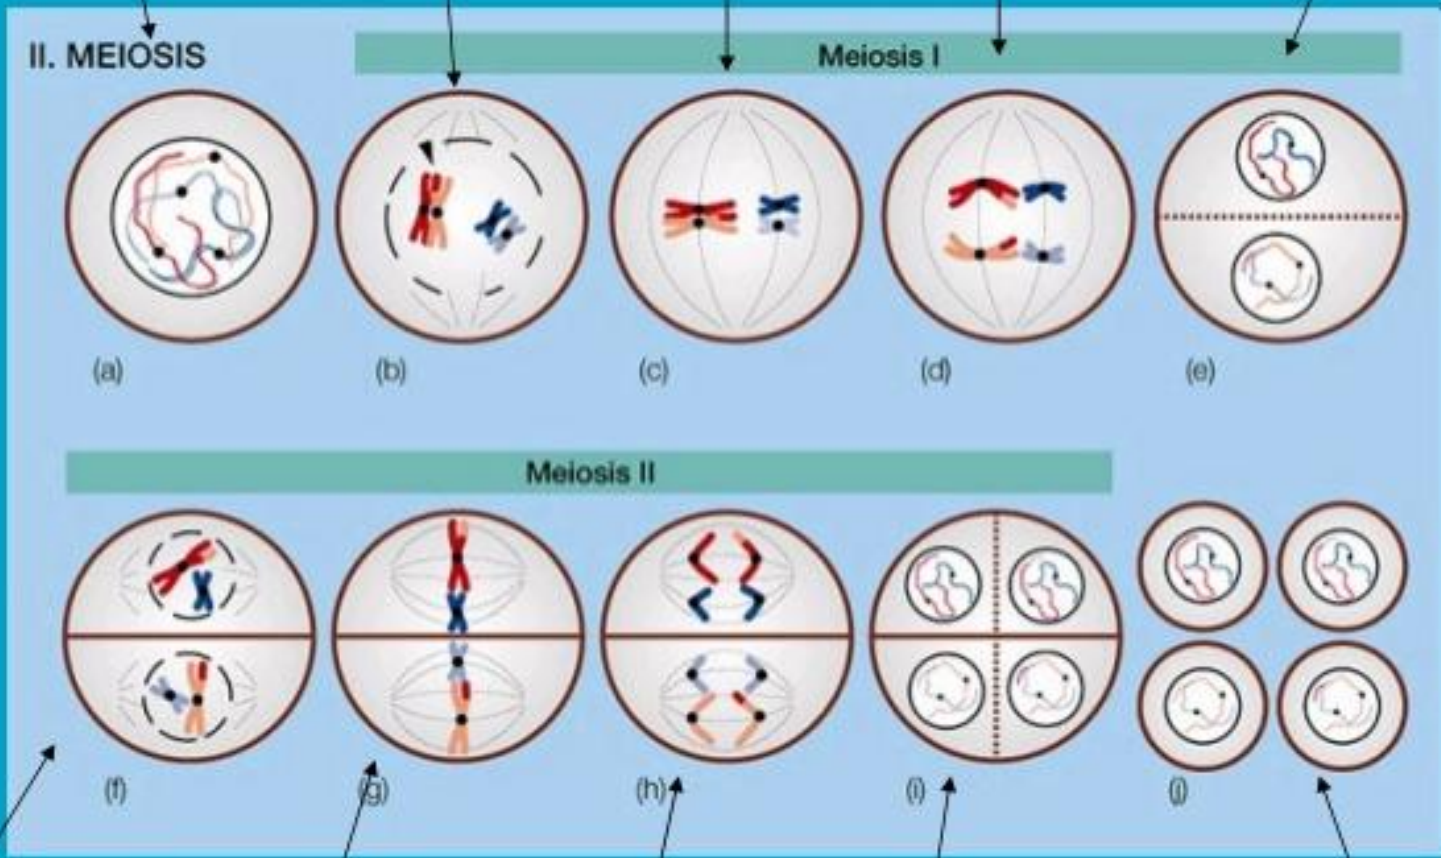 II. MEIOSIS
Meiosis I
(a)
(b)
(c)
(d)
(e)
Meiosis II
(f)
(g)
(h)
(i)
(j)